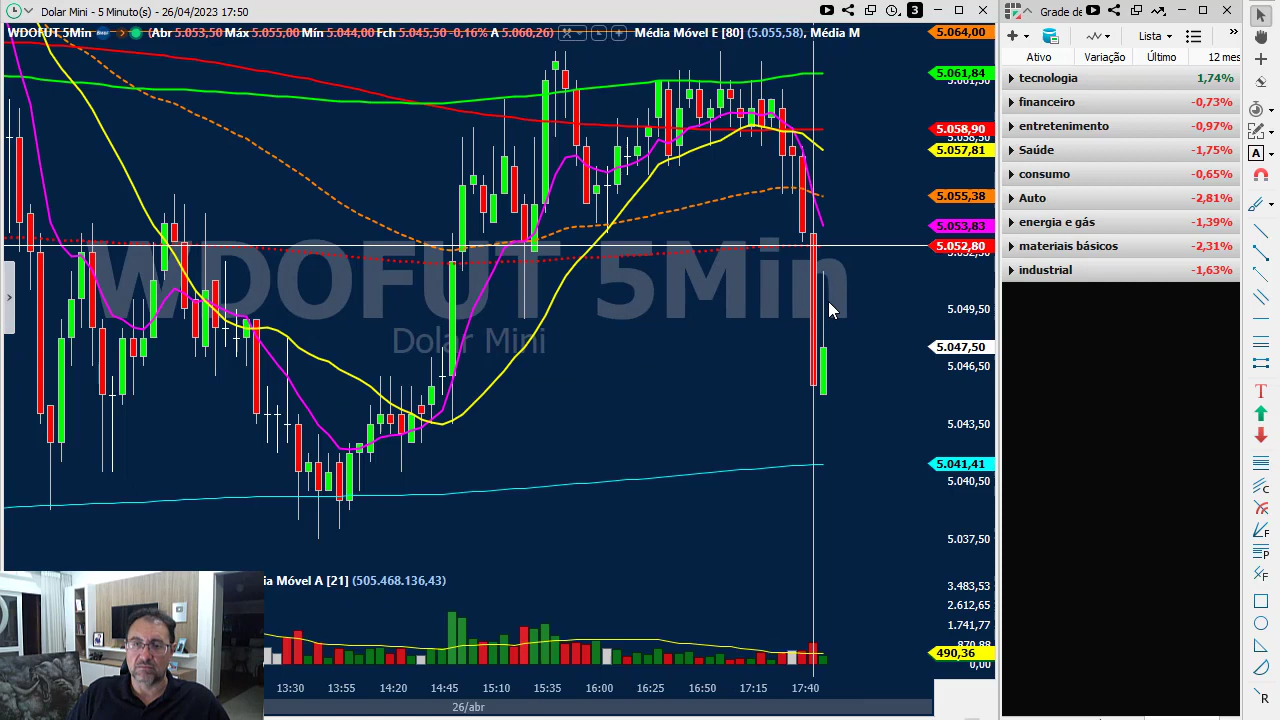 Dolar Mini - 5 Minuto(s) - 26/04/2023 17:50
3
WDOFUT 5Min
(Abr 5.053,50 Máx 5.055,00 Mín 5.044,00 Fch 5.045,50 -0,16% A 5.060,26)
Média Móvel E [80] (5.055,58), Média M
5.064,00
5.061,84
5.058,90
5.058,50
5.057,81
5.055,38
5.053,83
5.052,80
5.049,50
5.047,50
5.046,50
5.043,50
5.041,41
5.040,50
5.037,50
WDOFUT 5Min
Dolar Mini
ia Móvel A [21] (505.468.136,43)
3.483,53
2.612,65
1.741,77
490,36
0,00
13:30 13:55 14:20 14:45 15:10 15:35 16:00 16:25 16:50 17:15 17:40
26/abr
Grade de
Lista
Ativo Variação Último 12 mes
tecnologia 1,74%
financeiro -0,73%
entretenimento -0,97%
Saúde -1,75%
consumo -0,65%
Auto -2,81%
energia e gás -1,39%
materiais básicos -2,31%
industrial -1,63%
A
T
C
F
F
F
R